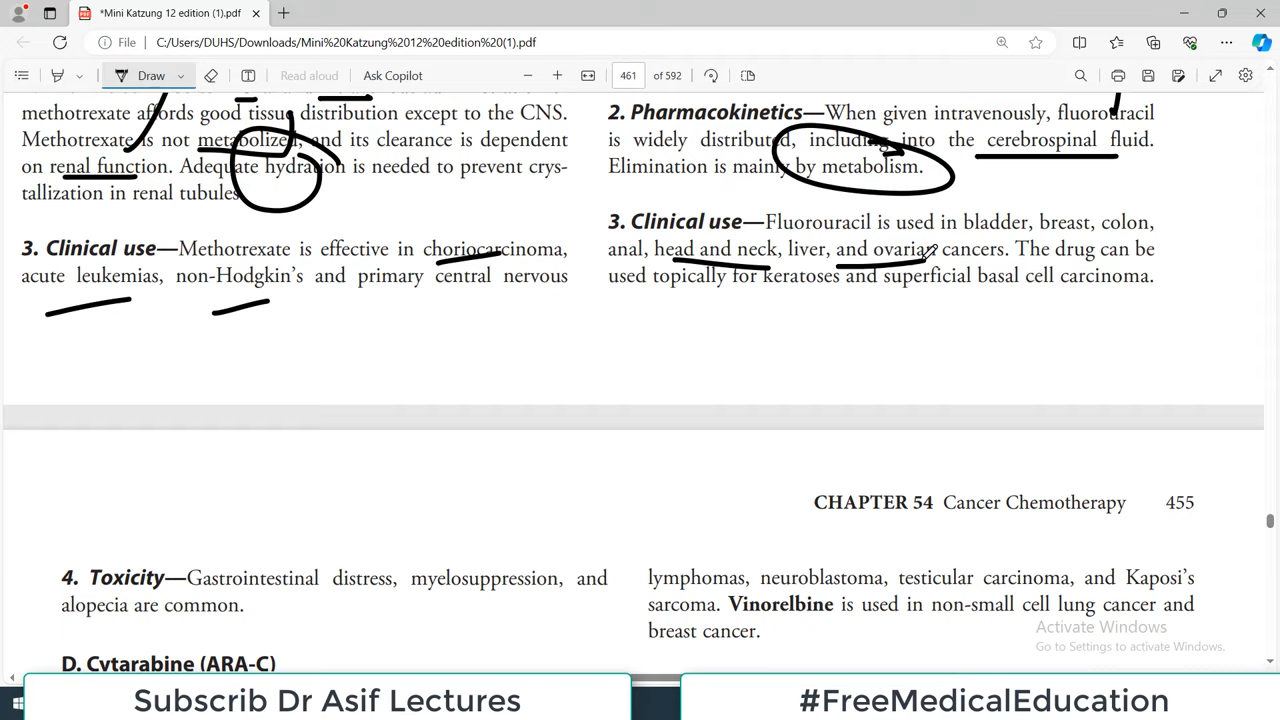 *Mini Katzung 12 edition (1).pdf
File
C:/Users/DUHS/Downloads/Mini%20Katzung%2012%20edition%20(1).pdf
Draw
Read aloud
Ask Copilot
461 of 592
methotrexate affords good tissue distribution except to the CNS.
Methotrexate is not metabolized, and its clearance is dependent
on renal function. Adequate hydration is needed to prevent crys-
tallization in renal tubules
3. Clinical use—Methotrexate is effective in choriocarcinoma,
acute leukemias, non-Hodgkin's and primary central nervous
2. Pharmacokinetics—When given intravenously, fluorouracil
is widely distributed, including into the cerebrospinal fluid.
Elimination is mainly by metabolism.
3. Clinical use—Fluorouracil is used in bladder, breast, colon,
anal, head and neck, liver, and ovarian cancers. The drug can be
used topically for keratoses and superficial basal cell carcinoma.
CHAPTER 54 Cancer Chemotherapy 455
4. Toxicity—Gastrointestinal distress, myelosuppression, and
alopecia are common.
D. Cytarabine (ARA-C)
lymphomas, neuroblastoma, testicular carcinoma, and Kaposi's
sarcoma. Vinorelbine is used in non-small cell lung cancer and
breast cancer.
Activate Windows
Go to Settings to activate Windows.
Subscrib Dr Asif Lectures
#FreeMedicalEducation